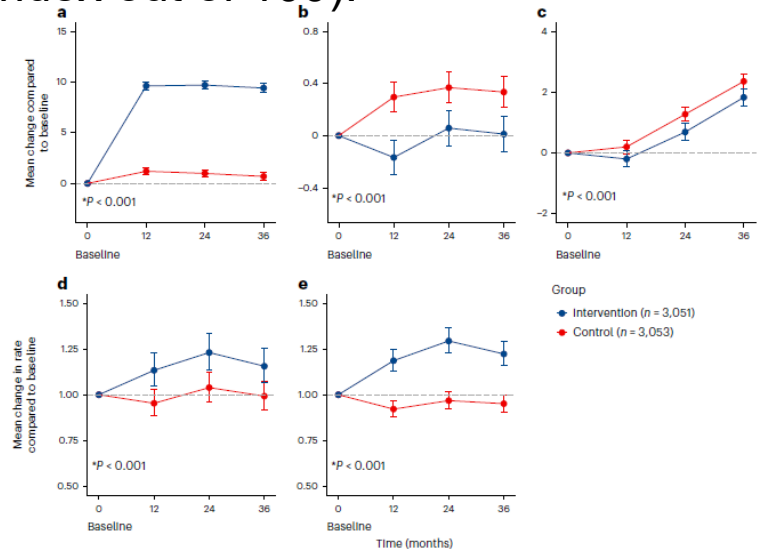 a
15
10
5
0
Mean change compared
to baseline
*P < 0.001
0 12 24 36
Baseline
b
0.8
0.4
0
−0.4
*P < 0.001
0 12 24 36
Baseline
c
4
2
0
−2
*P < 0.001
0 12 24 36
Baseline
d
1.50
1.25
1.00
0.75
0.50
Mean change in rate
compared to baseline
*P < 0.001
0 12 24 36
Baseline
e
1.50
1.25
1.00
0.75
0.50
*P < 0.001
0 12 24 36
Baseline
Time (months)
Group
Intervention (n = 3,051)
Control (n = 3,053)